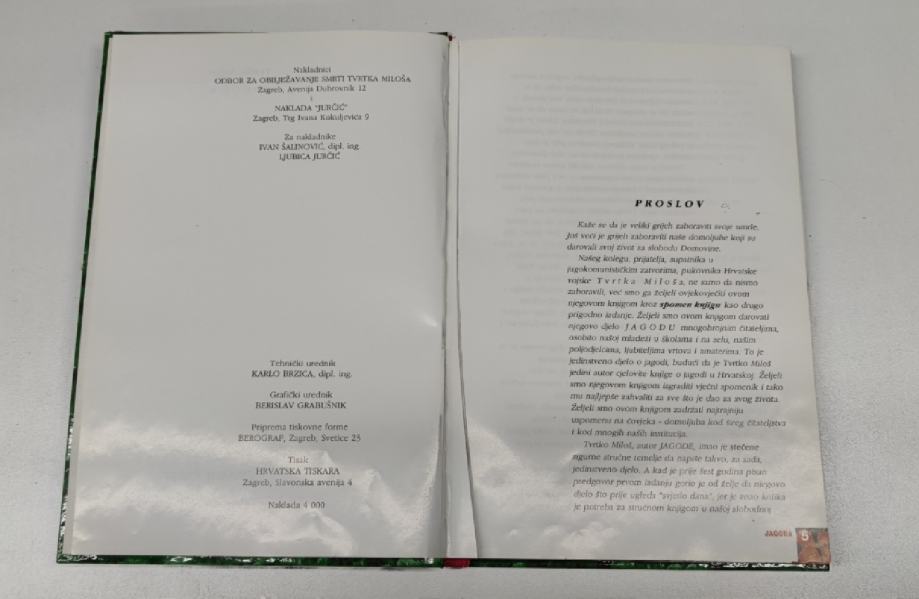 Nakladnici
ODBOR ZA OBILJEŽAVANJE SMRTI TVRTKA MILOŠA
Zagreb, Avenija Dubrovnik 12
i
NAKLADA "JURČIĆ"
Zagreb, Trg Ivana Kukuljevića 9
Za nakladnike
IVAN ŠALINOVIĆ, dipl. ing.
LJUBICA JURČIĆ
Tehnički urednik
KARLO BRZICA, dipl. ing.
Grafički urednik
BERISLAV GRABUŠNIK
Priprema tiskovne forme
BEROGRAF, Zagreb, Svetice 23
Tisak
HRVATSKA TISKARA
Zagreb, Slavonska avenija 4
Naklada 4 000
PROSLOV
Kaže se da je veliki grijeh zaboraviti svoje umrle.
Još veći je grijeh zaboraviti naše domoljube koji su
darovali svoj život za slobodu Domovine.
Našeg kolegu, prijatelja, supatnika u
jugokomunističkim zatvorima, pukovnika Hrvatske
vojske Tvrtka Miloša, ne samo da nismo
zaboravili, već smo ga željeli ovjekovječiti ovom
njegovom knjigom kroz spomen knjigu kao drugo
prigodno izdanje. Željeli smo ovom knjigom darovati
njegovo djelo JAGODU mnogobrojnim čitateljima,
osobito našoj mladeži u školama i na selu, našim
poljodjelcima, ljubiteljima vrtova i amaterima. To je
jedinstveno djelo o jagodi, budući da je Tvrtko Miloš
jedini autor cjelovite knjige o jagodi u Hrvatskoj. Željeli
smo njegovom knjigom izgraditi vječni spomenik i tako
mu najljepše zahvaliti za sve što je dao za svog života.
Željeli smo ovom knjigom zadržati najtrajniju
uspomenu na čovjeka - domoljuba kod šireg čitateljstva
i kod mnogih naših institucija.
Tvrtko Miloš, autor JAGODE, imao je stečene
sigurne stručne temelje da napiše takvo, za sada,
jedinstveno djelo. A kad je prije šest godina pisan
predgovor prvom izdanju gorio je od želje da njegovo
djelo što prije ugleda "svjetlo dana", jer je znao kolika
je potreba za stručnom knjigom u našoj slobodnoj
JAGODA 5